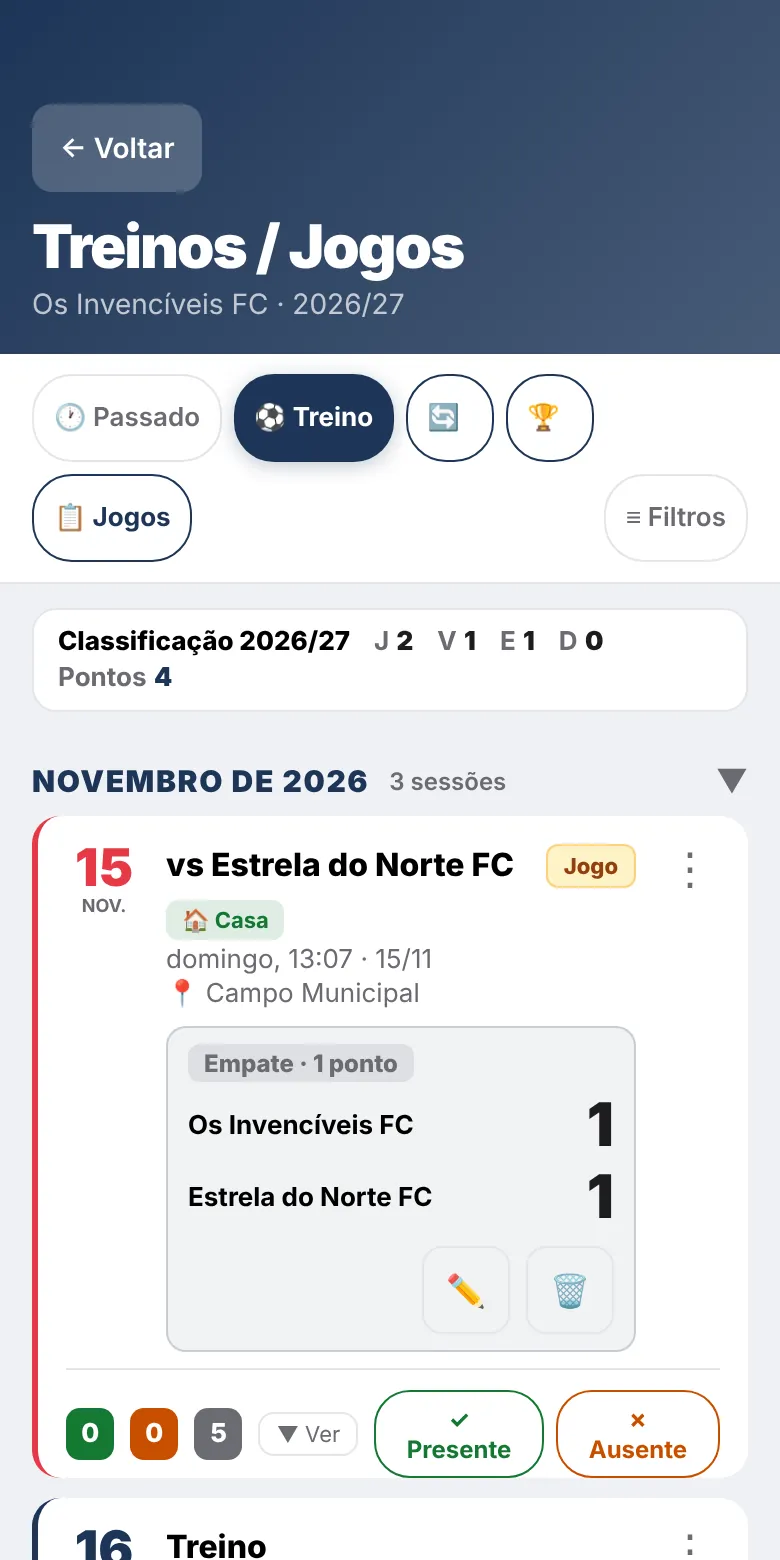 ← Voltar
Treinos / Jogos
Os Invencíveis FC · 2026/27
🕐 Passado
⚽ Treino
🔄
🏆
📋 Jogos
≡ Filtros
Classificação 2026/27 J 2 V 1 E 1 D 0
Pontos 4
NOVEMBRO DE 2026 3 sessões ▼
15
NOV.
vs Estrela do Norte FC
Jogo
⋮
🏠 Casa
domingo, 13:07 · 15/11
📍 Campo Municipal
Empate · 1 ponto
Os Invencíveis FC 1
Estrela do Norte FC 1
✏️ 🗑️
0 0 5
▼ Ver
✓
Presente
×
Ausente
16
Treino
⋮